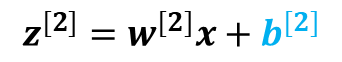 z[2] = w[2]x + b[2]